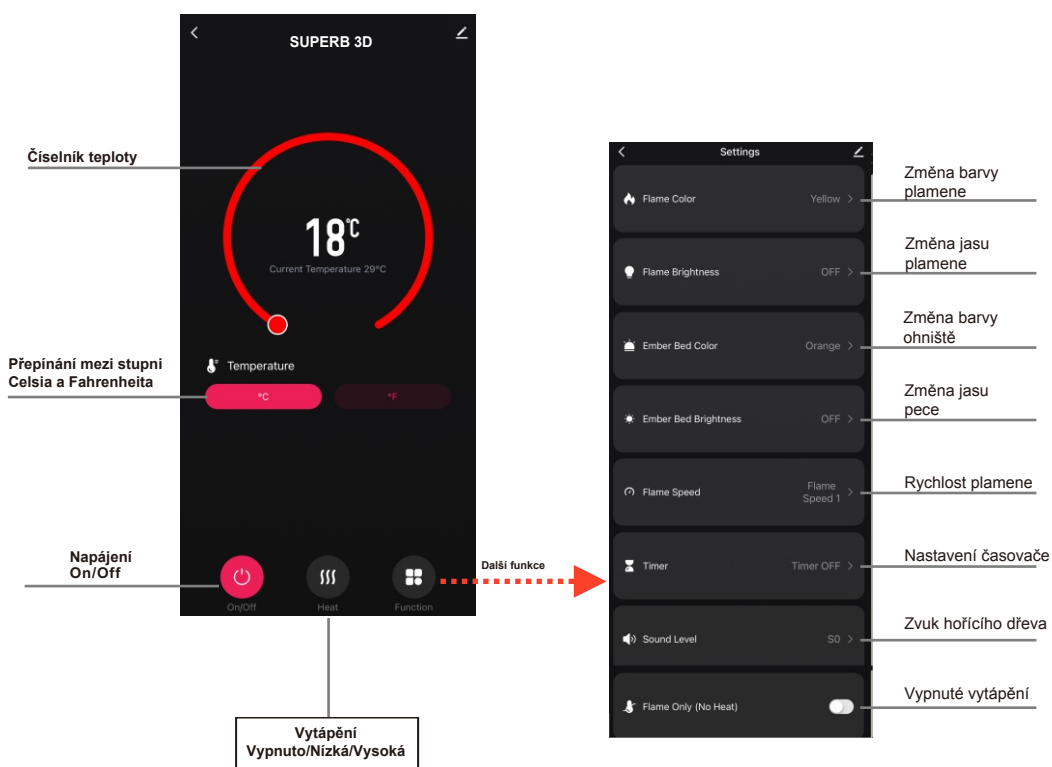 SUPERB 3D
Číselník teploty
18°C
Current Temperature 29°C
Přepínání mezi stupni
Celsia a Fahrenheita
Temperature
°C
°F
Napájení
On/Off
On/Off
Heat
Function
Další funkce
Vytápění
Vypnuto/Nízká/Vysoká
Settings
Flame Color
Yellow
Změna barvy
plamene
Flame Brightness
OFF
Změna jasu
plamene
Ember Bed Color
Orange
Změna barvy
ohniště
Ember Bed Brightness
OFF
Změna jasu
pece
Flame Speed
Flame
Speed 1
Rychlost plamene
Timer
Timer OFF
Nastavení časovače
Sound Level
S0
Zvuk hořícího dřeva
Flame Only (No Heat)
Vypnuté vytápění